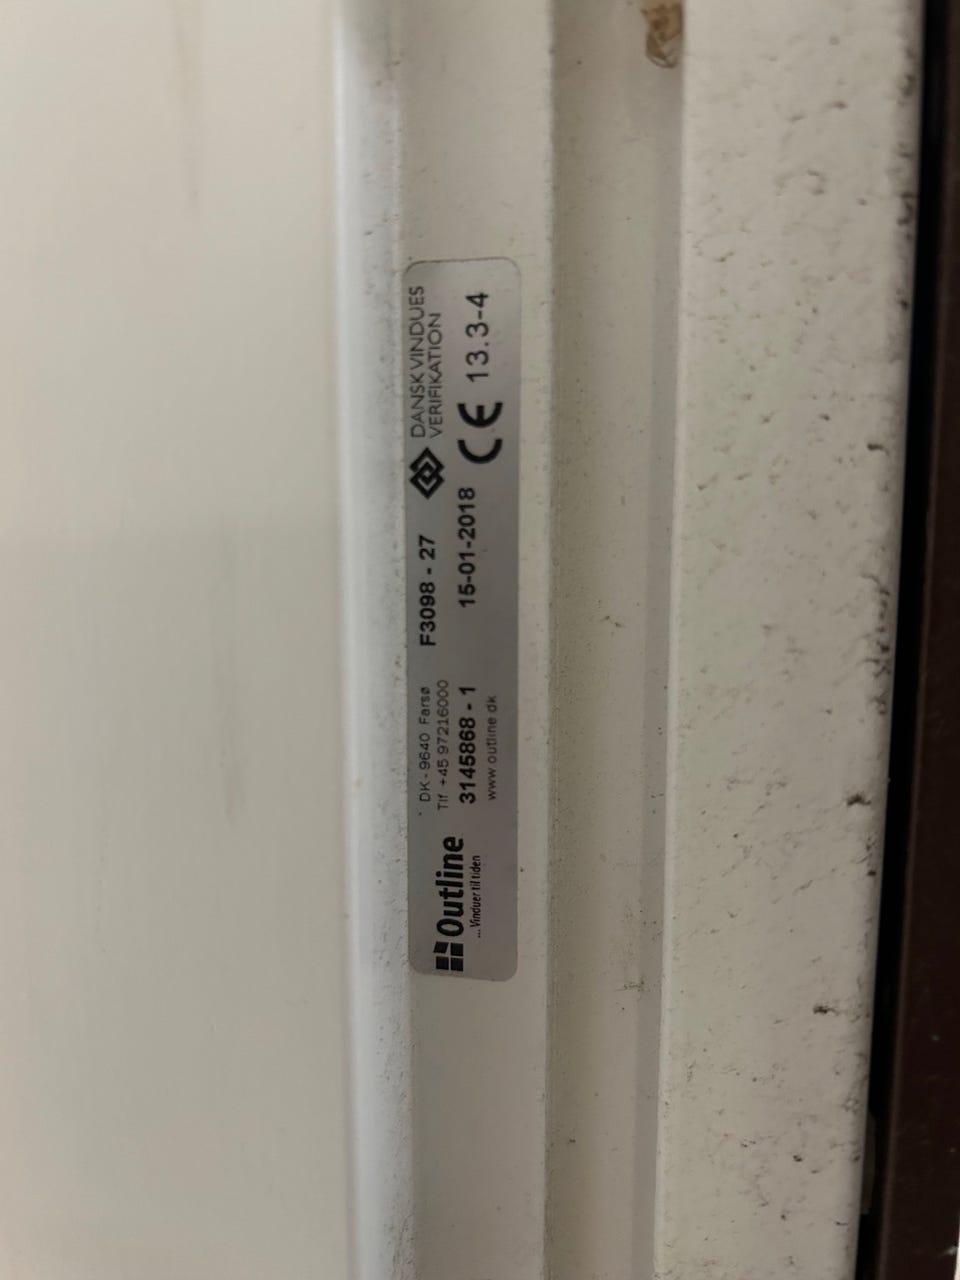 Outline
...Vinduer til tiden
DK-9640 Farsø
Tlf +45 97216000
3145868 - 1
www.outline.dk
F3098 - 27
15-01-2018
DANSK VINDUES
VERIFIKATION
CE 13.3-4